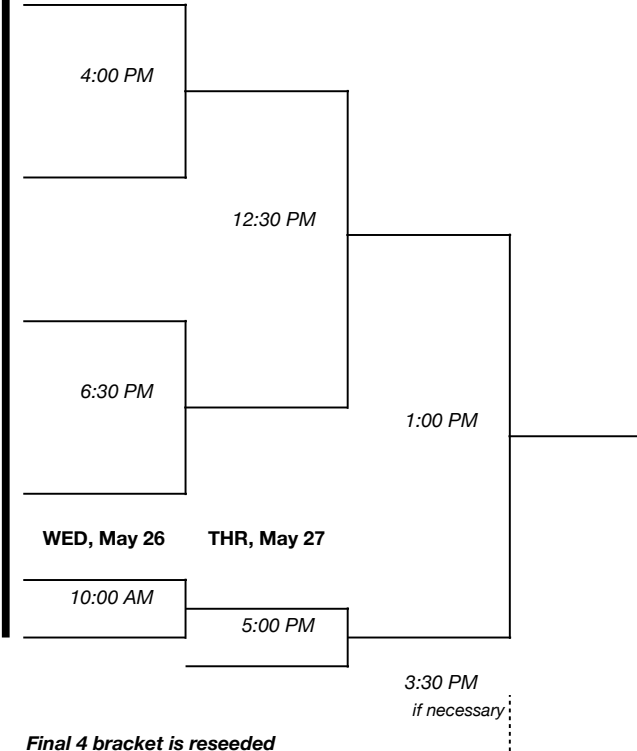 4:00 PM
12:30 PM
6:30 PM
1:00 PM
WED, May 26 THR, May 27
10:00 AM
5:00 PM
3:30 PM
if necessary
Final 4 bracket is reseeded